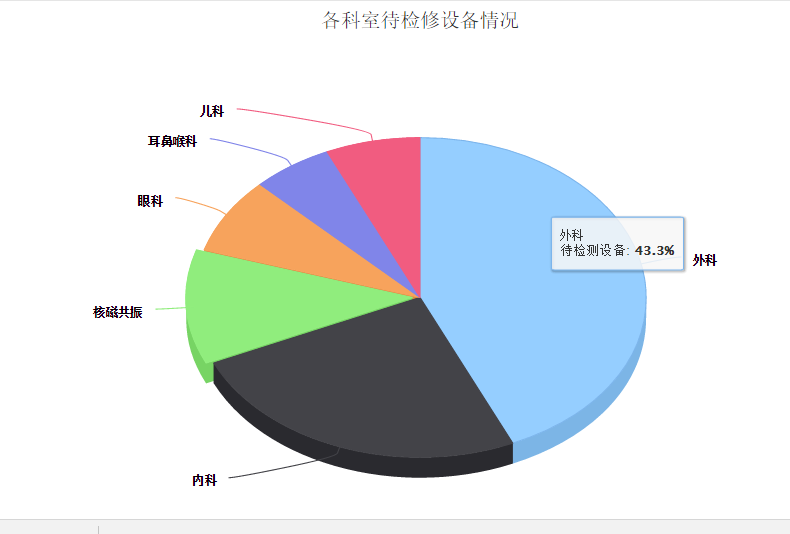 各科室待检修设备情况
儿科
耳鼻喉科
眼科
外科
待检测设备: 43.3%
外科
核磁共振
内科